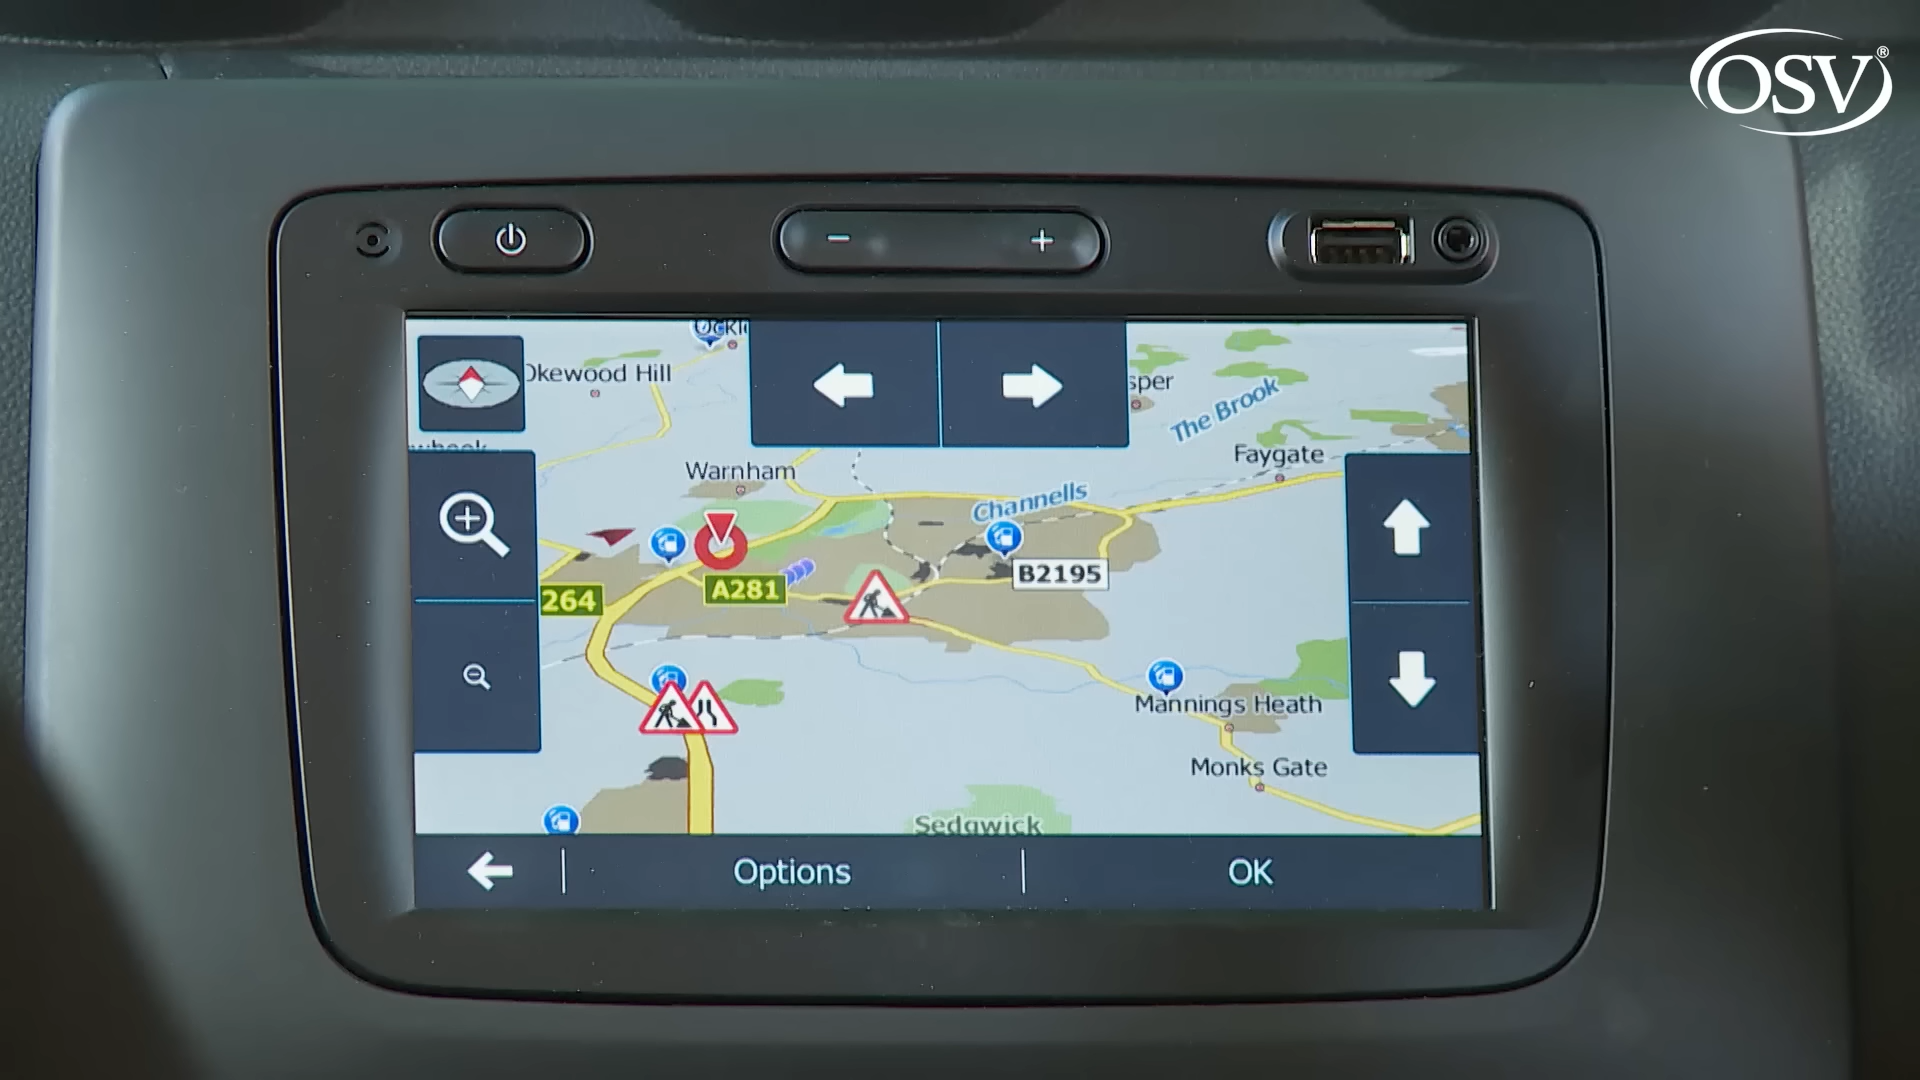 OSV®
Okewood Hill
The Brook
Faygate
Warnham
Channells
B2195
A281
264
Mannings Heath
Monks Gate
Sedgwick
Options
OK